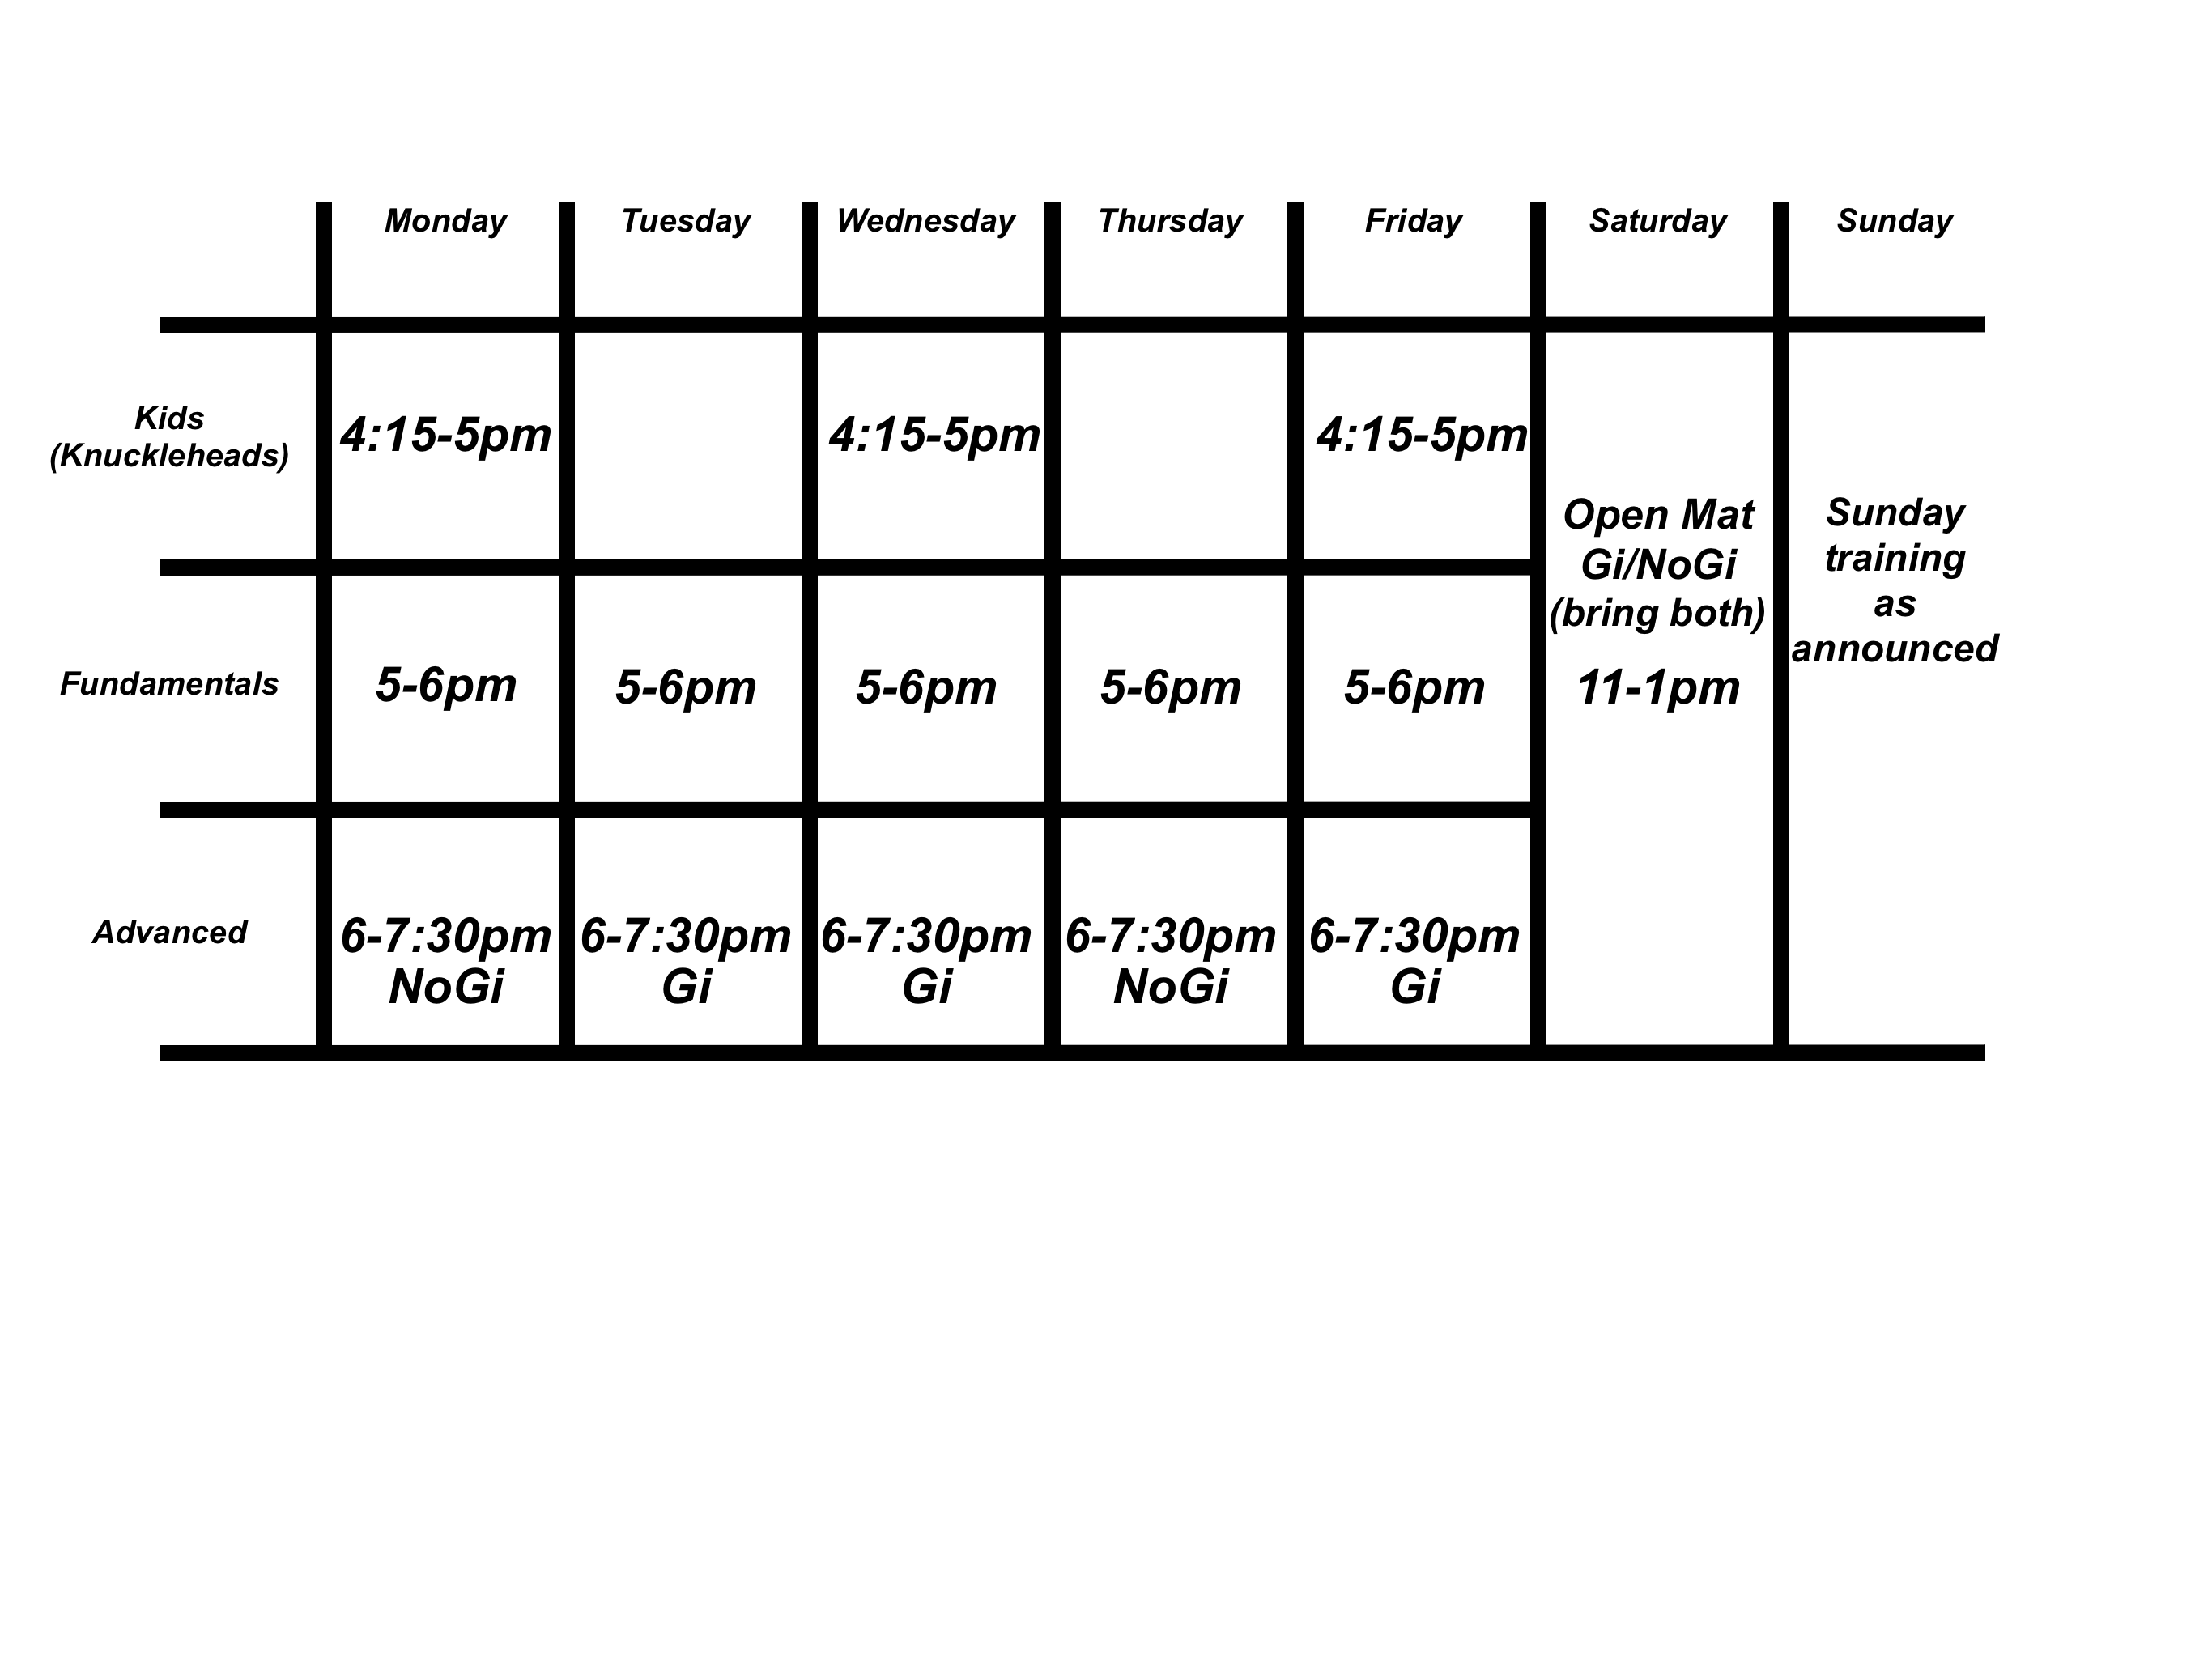 Monday Tuesday Wednesday Thursday Friday Saturday Sunday
Kids
(Knuckleheads)
4:15-5pm 4:15-5pm 4:15-5pm
Open Mat
Gi/NoGi
(bring both)
11-1pm
Sunday
training
as
announced
Fundamentals
5-6pm 5-6pm 5-6pm 5-6pm 5-6pm
Advanced
6-7:30pm 6-7:30pm 6-7:30pm 6-7:30pm 6-7:30pm
NoGi Gi Gi NoGi Gi